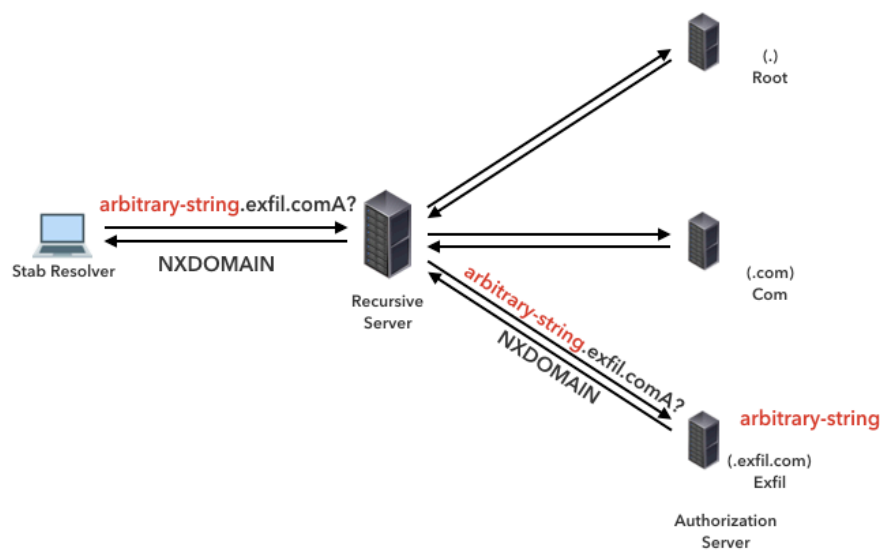 (.)
Root
arbitrary-string.exfil.comA?
NXDOMAIN
Stab Resolver
Recursive
Server
(.com)
Com
arbitrary-string.exfil.comA?
NXDOMAIN
arbitrary-string
(.exfil.com)
Exfil
Authorization
Server